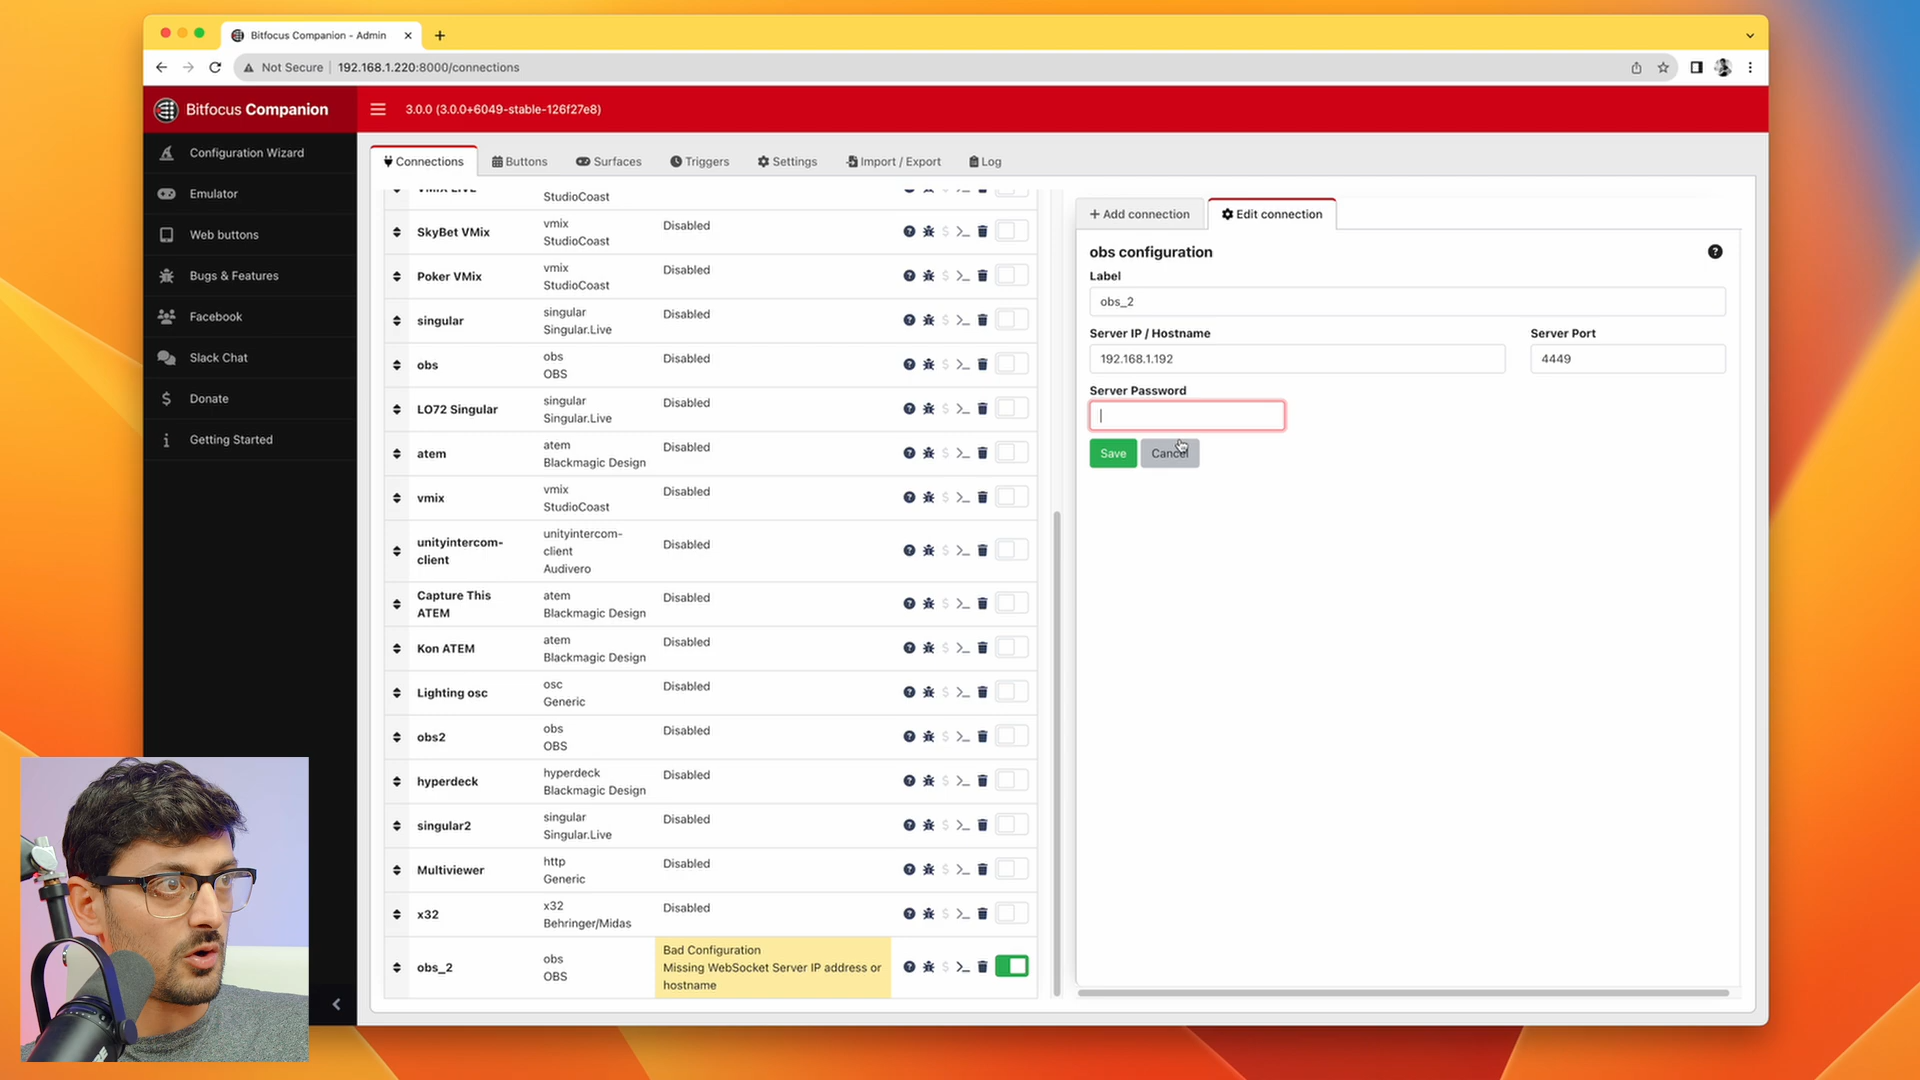 Bitfocus Companion - Admin
Not Secure
192.168.1.220:8000/connections
Bitfocus Companion
3.0.0 (3.0.0+6049-stable-126f27e8)
Configuration Wizard
Emulator
Web buttons
Bugs & Features
Facebook
Slack Chat
Donate
Getting Started
Connections
Buttons
Surfaces
Triggers
Settings
Import / Export
Log
StudioCoast
SkyBet VMix
vmix
StudioCoast
Disabled
Poker VMix
vmix
StudioCoast
Disabled
singular
singular
Singular.Live
Disabled
obs
obs
OBS
Disabled
LO72 Singular
singular
Singular.Live
Disabled
atem
atem
Blackmagic Design
Disabled
vmix
vmix
StudioCoast
Disabled
unityintercom-
client
unityintercom-
client
Audivero
Disabled
Capture This
ATEM
atem
Blackmagic Design
Disabled
Kon ATEM
atem
Blackmagic Design
Disabled
Lighting osc
osc
Generic
Disabled
obs2
obs
OBS
Disabled
hyperdeck
hyperdeck
Blackmagic Design
Disabled
singular2
singular
Singular.Live
Disabled
Multiviewer
http
Generic
Disabled
x32
x32
Behringer/Midas
Disabled
obs_2
obs
OBS
Bad Configuration
Missing WebSocket Server IP address or
hostname
+ Add connection
Edit connection
obs configuration
Label
obs_2
Server IP / Hostname
192.168.1.192
Server Port
4449
Server Password
Save
Cancel